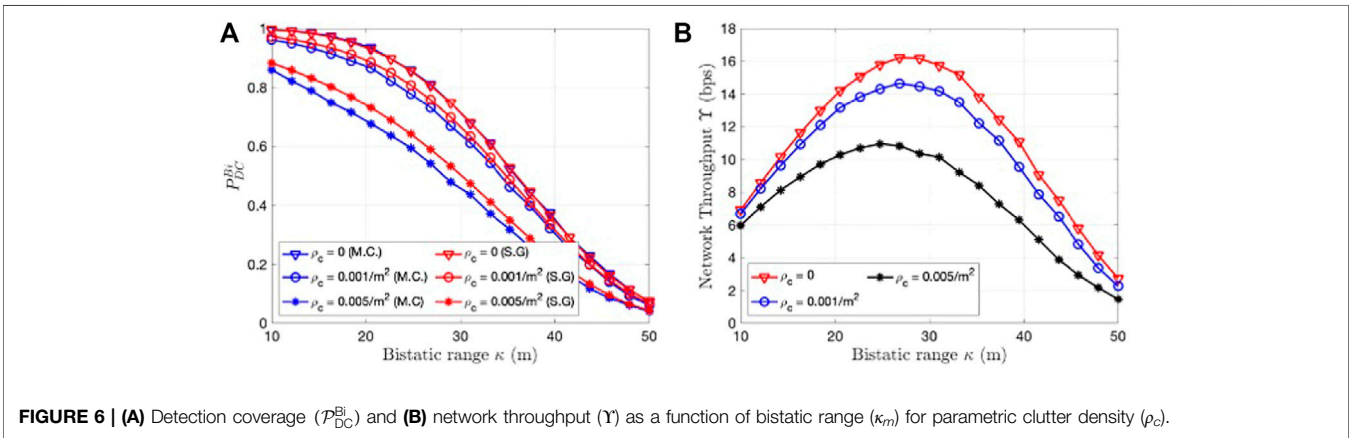 A
1
0.8
0.6
0.4
0.2
0
P_DC^Bi
ρc = 0 (M.C.)
ρc = 0.001/m² (M.C.)
ρc = 0.005/m² (M.C)
ρc = 0 (S.G)
ρc = 0.001/m² (S.G)
ρc = 0.005/m² (S.G)
10 20 30 40 50
Bistatic range κ (m)
B
18
16
14
12
10
8
6
4
2
0
Network Throughput Υ (bps)
ρc = 0
ρc = 0.001/m²
ρc = 0.005/m²
10 20 30 40 50
Bistatic range κ (m)
FIGURE 6 | (A) Detection coverage (𝒫_DC^Bi) and (B) network throughput (Υ) as a function of bistatic range (κm) for parametric clutter density (ρc).